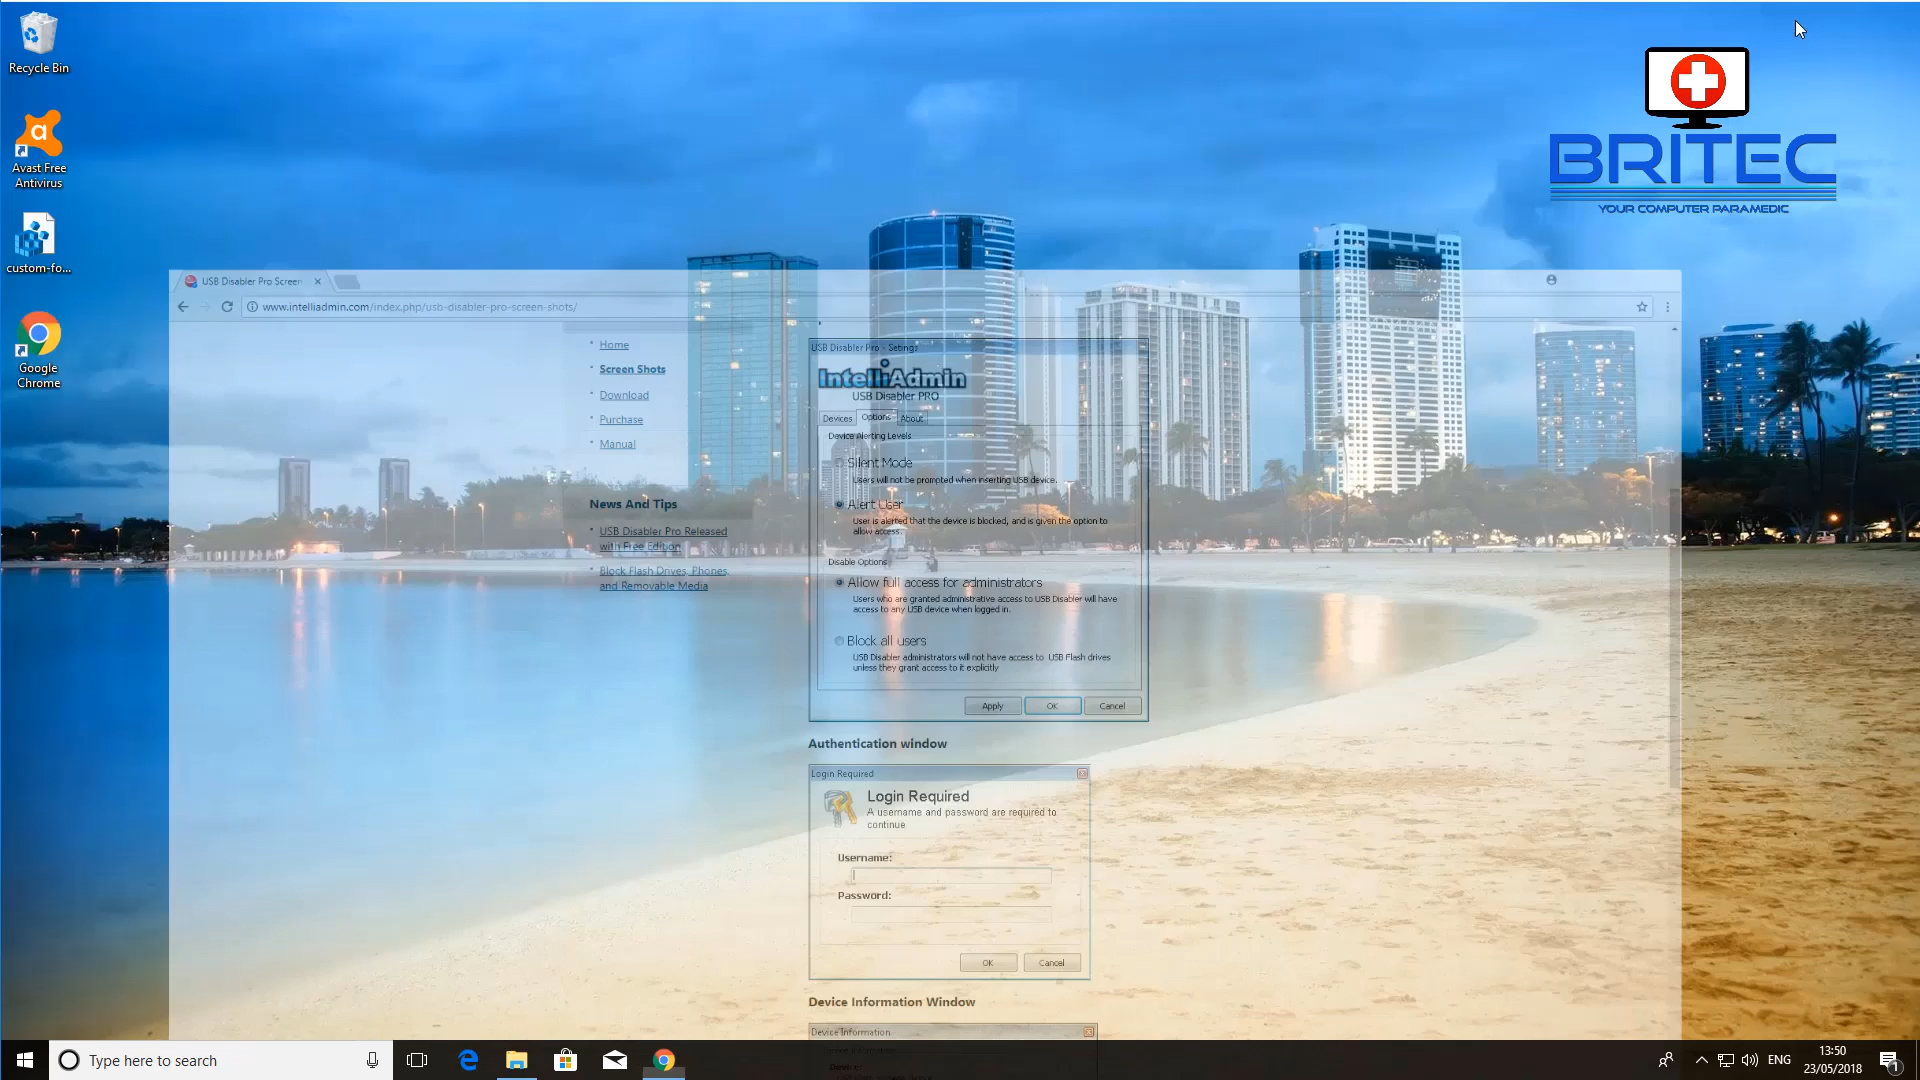 Recycle Bin
Avast Free
Antivirus
custom-fo...
Google
Chrome
BRITEC
YOUR COMPUTER PARAMEDIC
USB Disabler Pro Screen
www.intelliadmin.com/index.php/usb-disabler-pro-screen-shots/
Home
Screen Shots
Download
Purchase
Manual
News And Tips
USB Disabler Pro Released
with Free Edition
Block Flash Drives, Phones,
and Removable Media
USB Disabler Pro - Settings
IntelliAdmin
USB Disabler PRO
Devices
Options
About
Device Alerting Levels
Silent Mode
Users will not be prompted when inserting USB device.
Alert User
User is alerted that the device is blocked, and is given the option to
allow access.
Disable Options
Allow full access for administrators
Users who are granted administrative access to USB Disabler will have
access to any USB device when logged in.
Block all users
USB Disabler administrators will not have access to USB Flash drives
unless they grant access to it explicitly
Apply
OK
Cancel
Authentication window
Login Required
Login Required
A username and password are required to
continue
Username:
Password:
OK
Cancel
Device Information Window
Device Information
Type here to search
ENG
13:50
23/05/2018
1